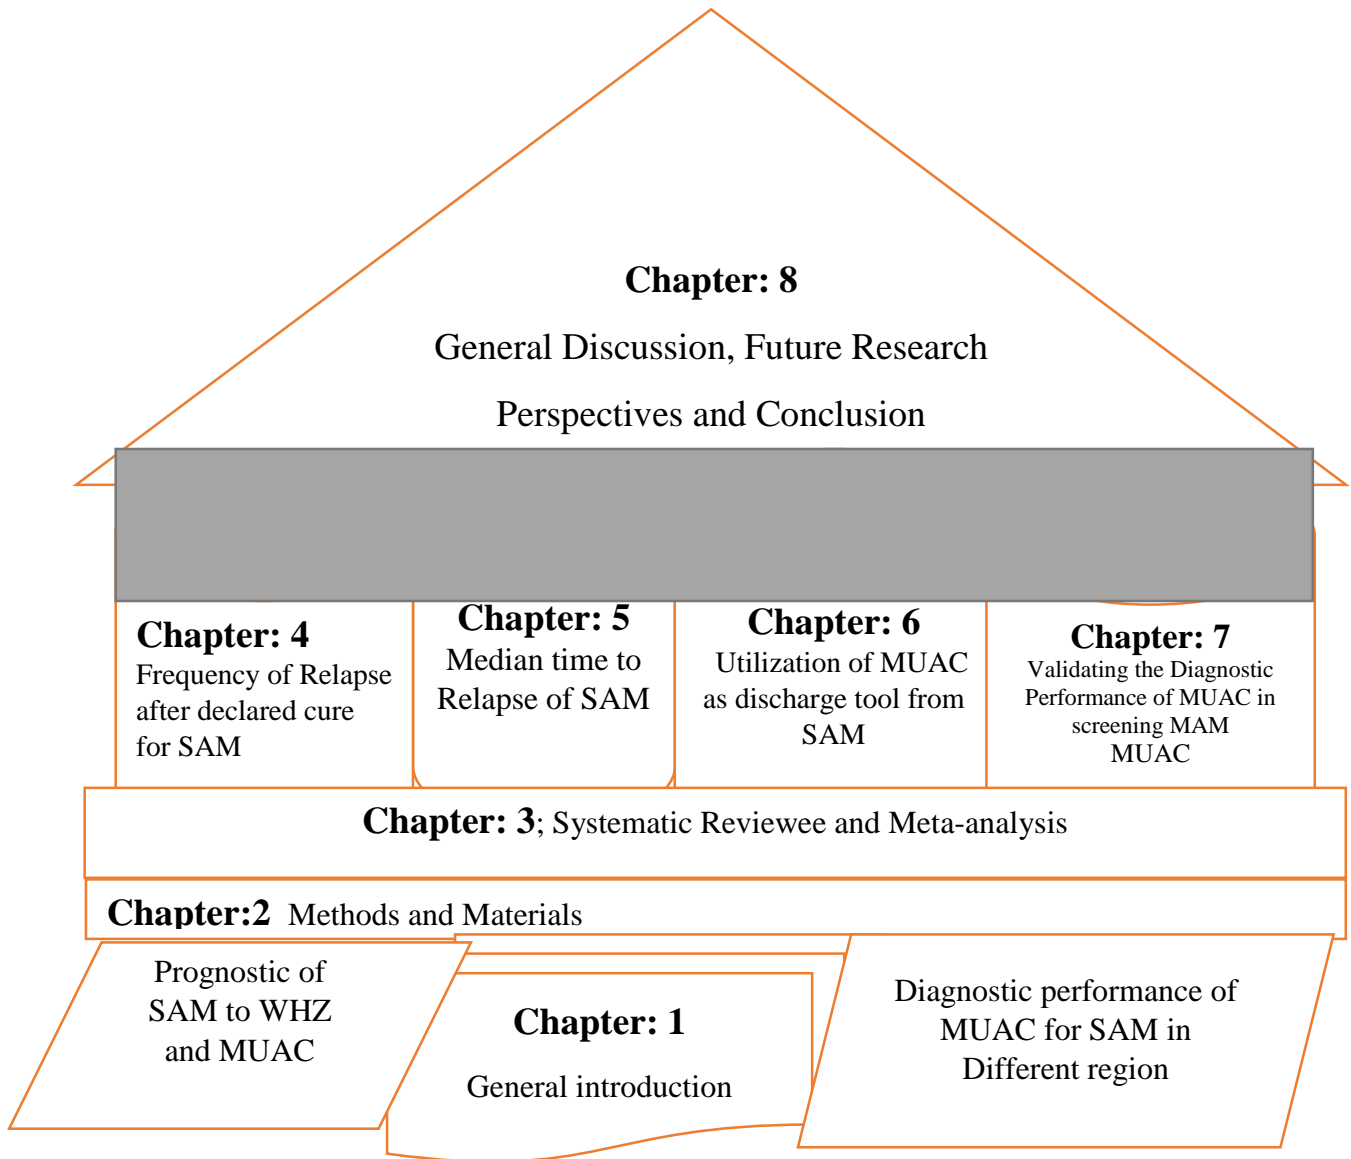 Chapter: 8
General Discussion, Future Research
Perspectives and Conclusion
Chapter: 4
Frequency of Relapse
after declared cure
for SAM
Chapter: 5
Median time to
Relapse of SAM
Chapter: 6
Utilization of MUAC
as discharge tool from
SAM
Chapter: 7
Validating the Diagnostic
Performance of MUAC in
screening MAM
MUAC
Chapter: 3; Systematic Reviewee and Meta-analysis
Chapter:2 Methods and Materials
Prognostic of
SAM to WHZ
and MUAC
Chapter: 1
General introduction
Diagnostic performance of
MUAC for SAM in
Different region